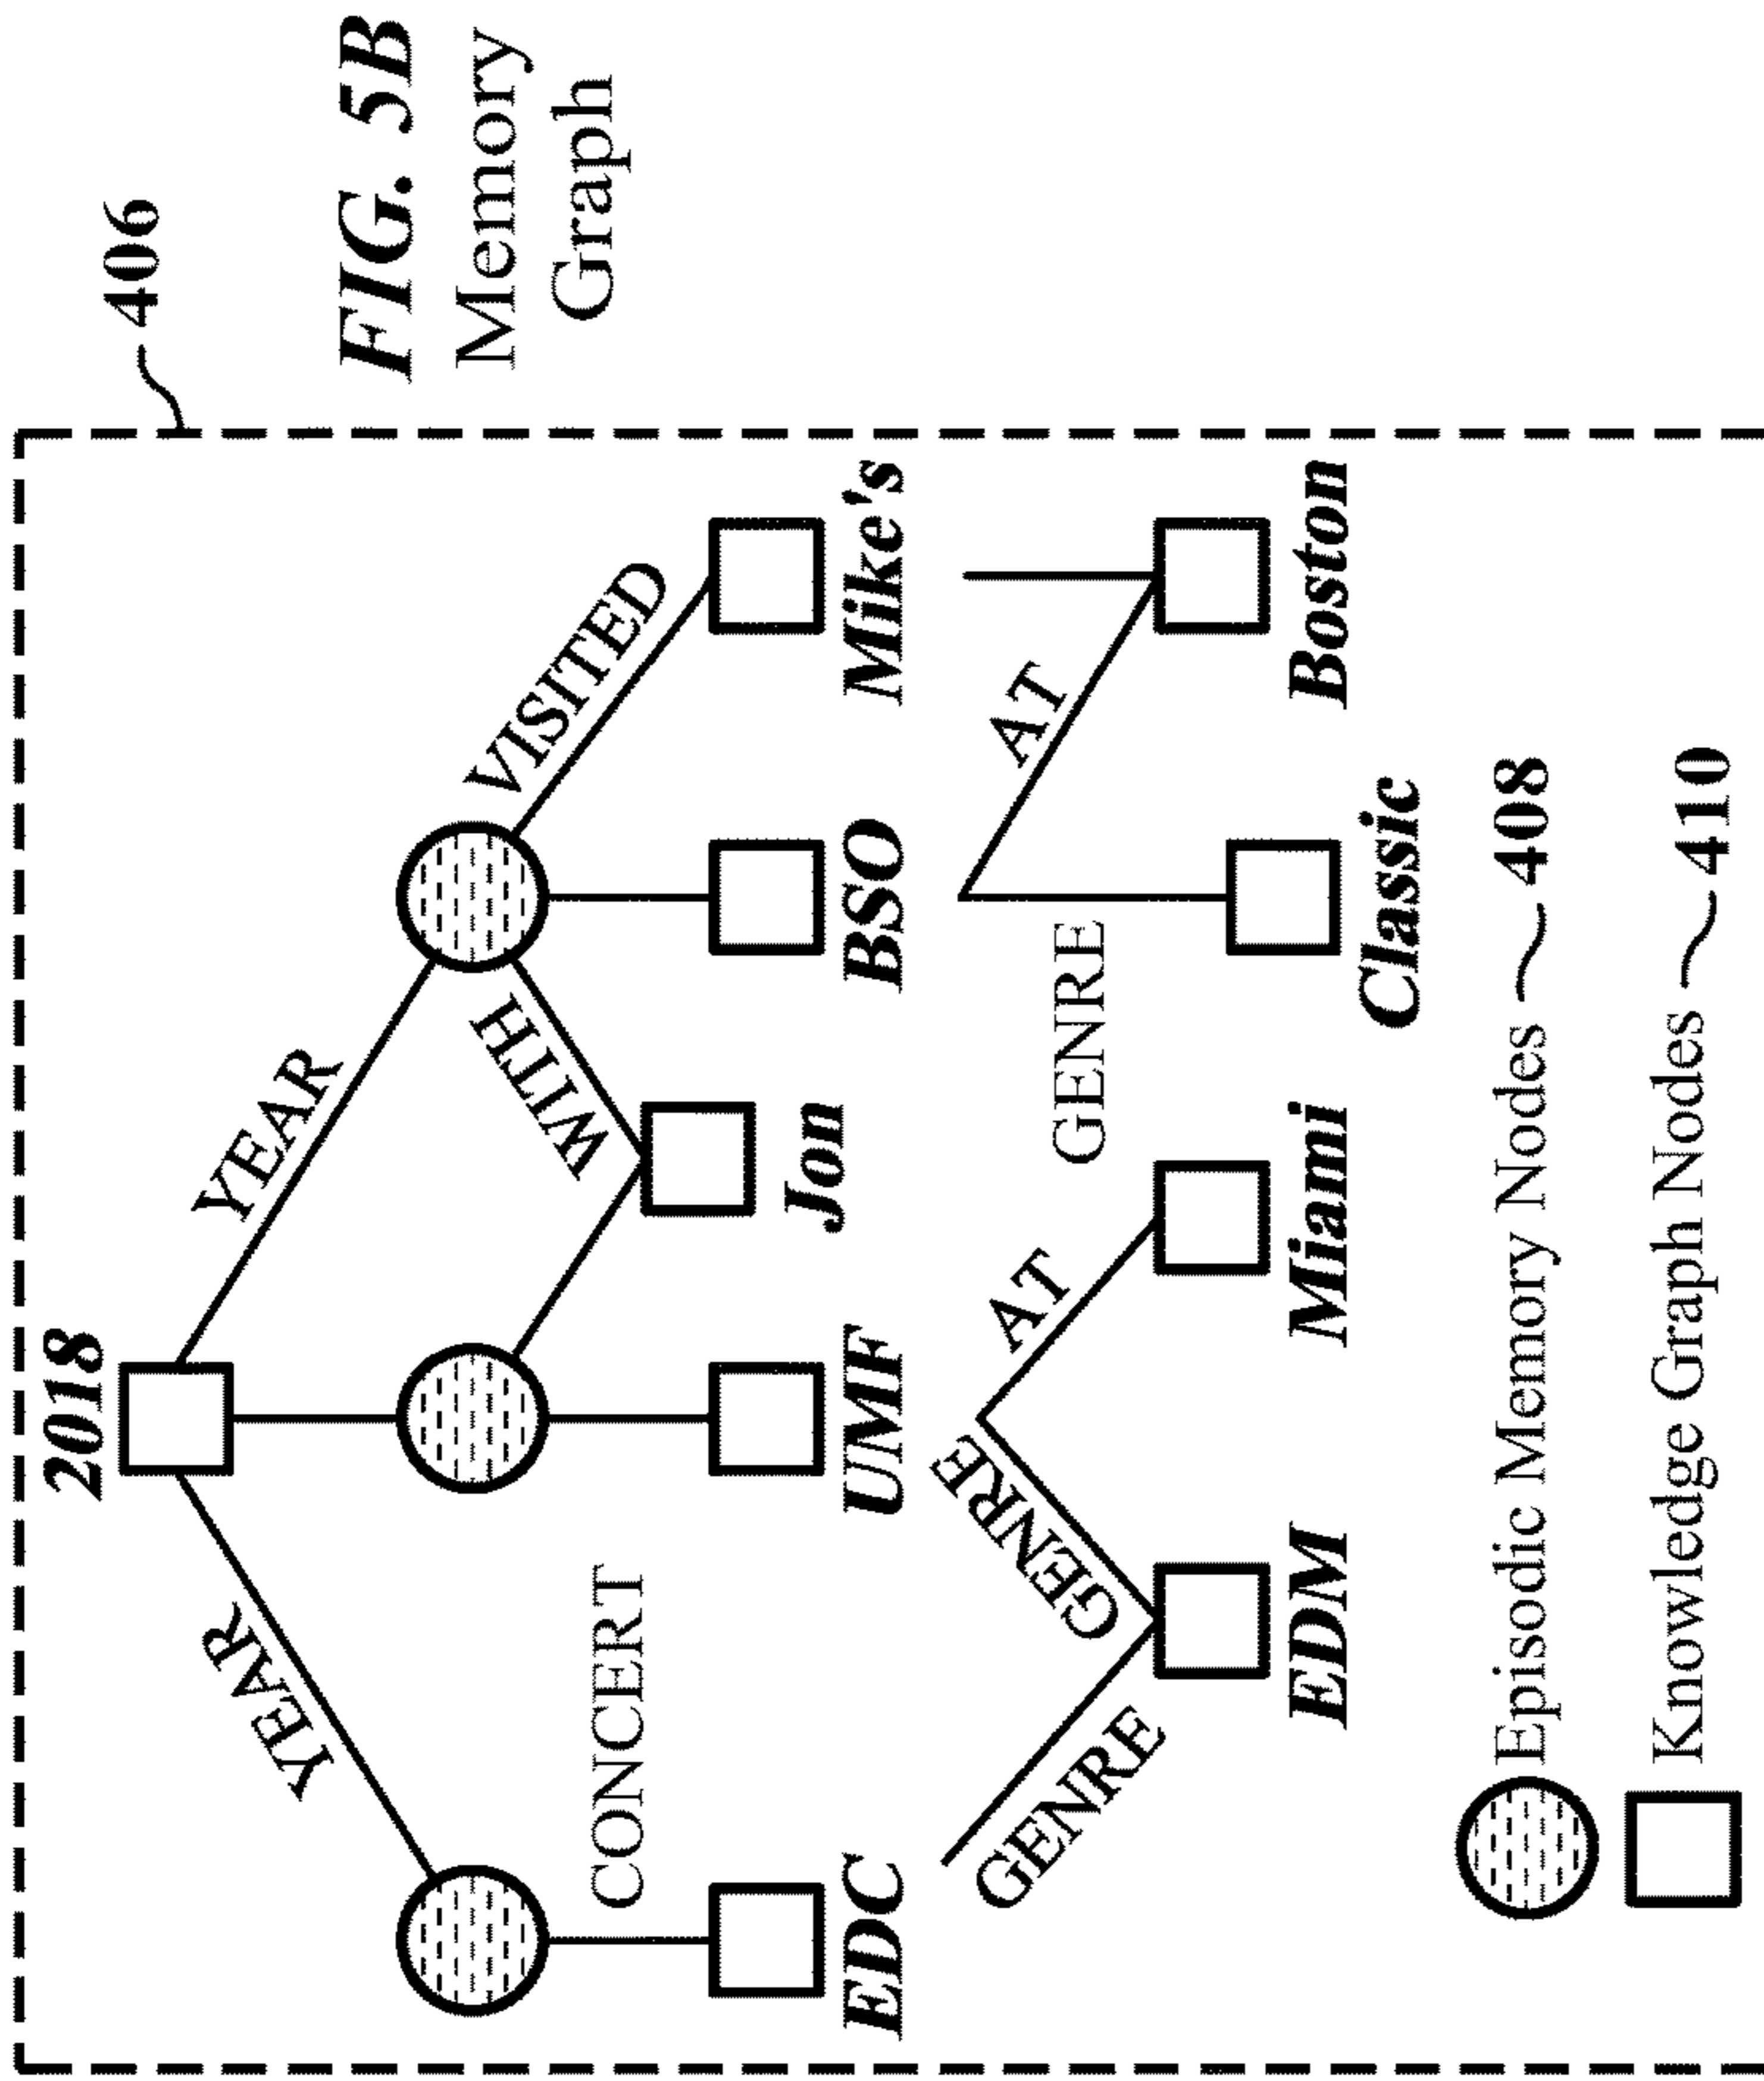 2018
YEAR
YEAR
CONCERT
WITH
VISITED
EDC
UMF
Jon
BSO
Mike's
GENRE
GENRE
AT
GENRE
AT
EDM
Miami
Classic
Boston
Episodic Memory Nodes 408
Knowledge Graph Nodes 410
406
FIG. 5B
Memory
Graph